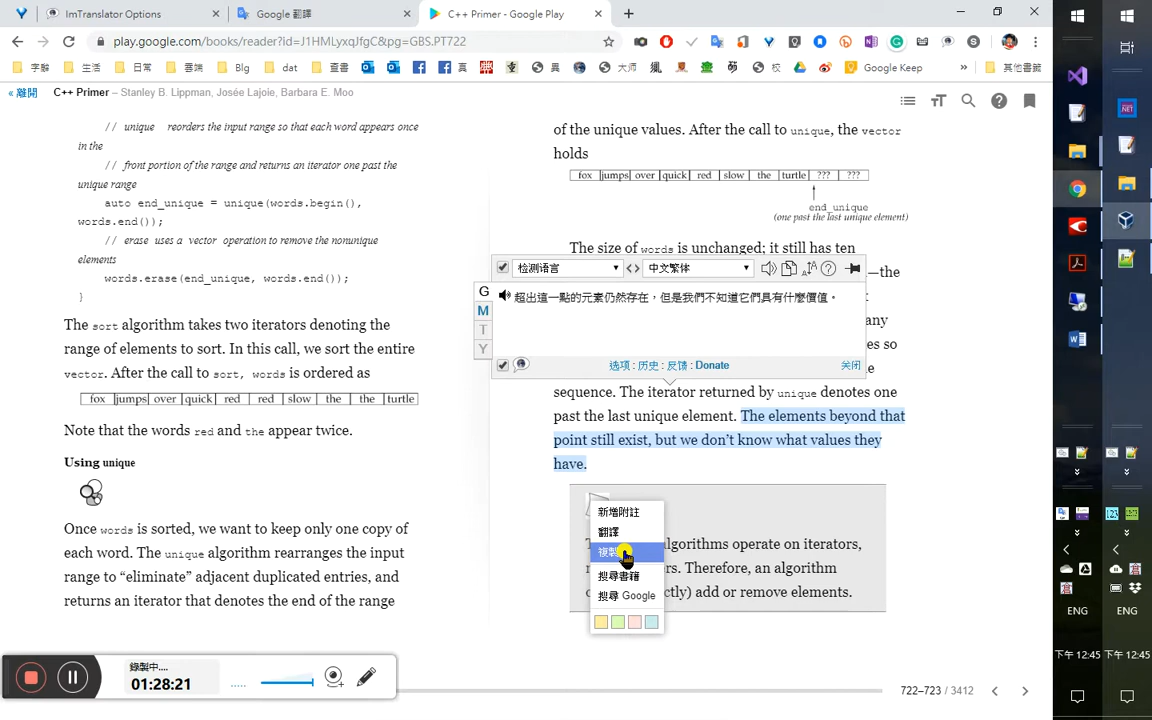 ImTranslator Options
Google 翻譯
C++ Primer - Google Play
play.google.com/books/reader?id=J1HMLyxqJfgC&pg=GBS.PT722
字辭
生活
日常
雲端
Blg
dat
查書
真
異
大师
校
Google Keep
其他書籤
« 離開
C++ Primer – Stanley B. Lippman, Josée Lajoie, Barbara E. Moo
// unique reorders the input range so that each word appears once
in the
// front portion of the range and returns an iterator one past the
unique range
auto end_unique = unique(words.begin(),
words.end());
// erase uses a vector operation to remove the nonunique
elements
words.erase(end_unique, words.end());
}
The sort algorithm takes two iterators denoting the
range of elements to sort. In this call, we sort the entire
vector. After the call to sort, words is ordered as
fox jumps over quick red red slow the the turtle
Note that the words red and the appear twice.
Using unique
Once words is sorted, we want to keep only one copy of
each word. The unique algorithm rearranges the input
range to “eliminate” adjacent duplicated entries, and
returns an iterator that denotes the end of the range
of the unique values. After the call to unique, the vector
holds
fox jumps over quick red slow the turtle ??? ???
end_unique
(one past the last unique element)
The size of words is unchanged; it still has ten
—the
any
so
sequence. The iterator returned by unique denotes one
past the last unique element. The elements beyond that
point still exist, but we don’t know what values they
have.
检测语言
中文繁体
G
M
T
Y
超出這一點的元素仍然存在，但是我們不知道它們具有什麼價值。
选项 : 历史 : 反馈 : Donate
关闭
新增附註
翻譯
複製
搜尋書籍
搜尋 Google
algorithms operate on iterators,
Therefore, an algorithm
add or remove elements.
錄製中....
01:28:21
722–723 / 3412
ENG
下午 12:45
ENG
下午 12:45